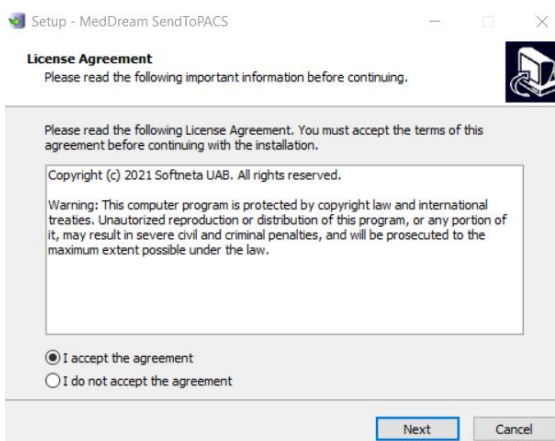 Setup - MedDream SendToPACS
License Agreement
Please read the following important information before continuing.
Please read the following License Agreement. You must accept the terms of this
agreement before continuing with the installation.
Copyright (c) 2021 Softneta UAB. All rights reserved.
Warning: This computer program is protected by copyright law and international
treaties. Unautorized reproduction or distribution of this program, or any portion of
it, may result in severe civil and criminal penalties, and will be prosecuted to the
maximum extent possible under the law.
I accept the agreement
I do not accept the agreement
Next
Cancel